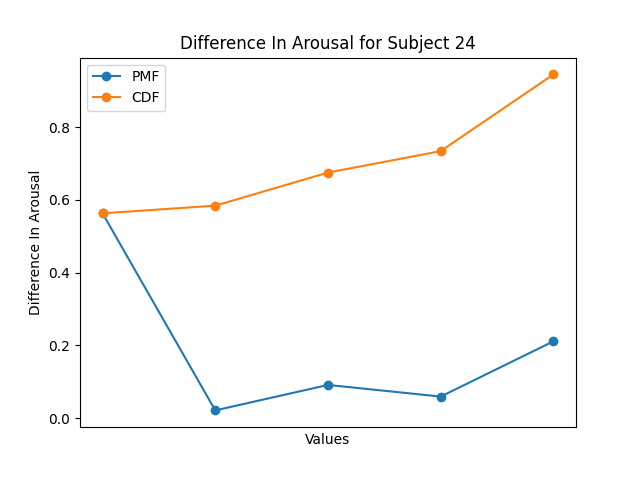 Difference In Arousal for Subject 24
PMF
CDF
0.8
0.6
0.4
0.2
0.0
Difference In Arousal
Values